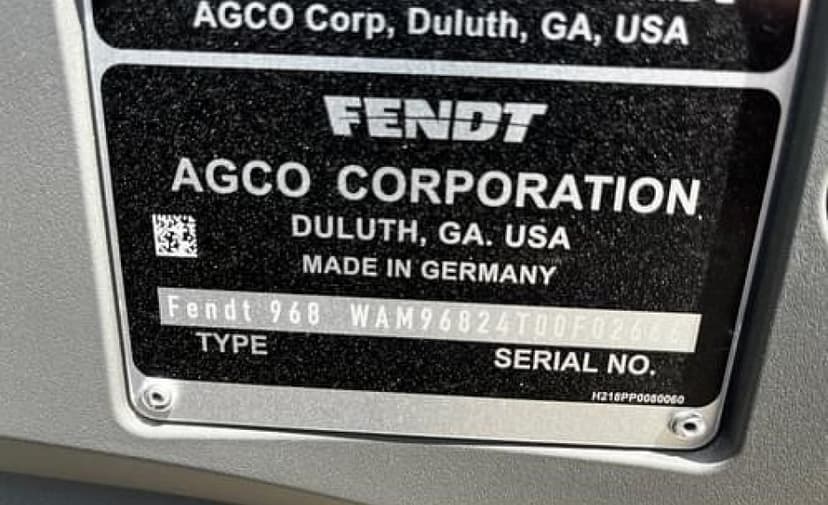 AGCO Corp, Duluth, GA, USA
FENDT
AGCO CORPORATION
DULUTH, GA. USA
MADE IN GERMANY
Fendt 968
TYPE
SERIAL NO.
H218PP0080060